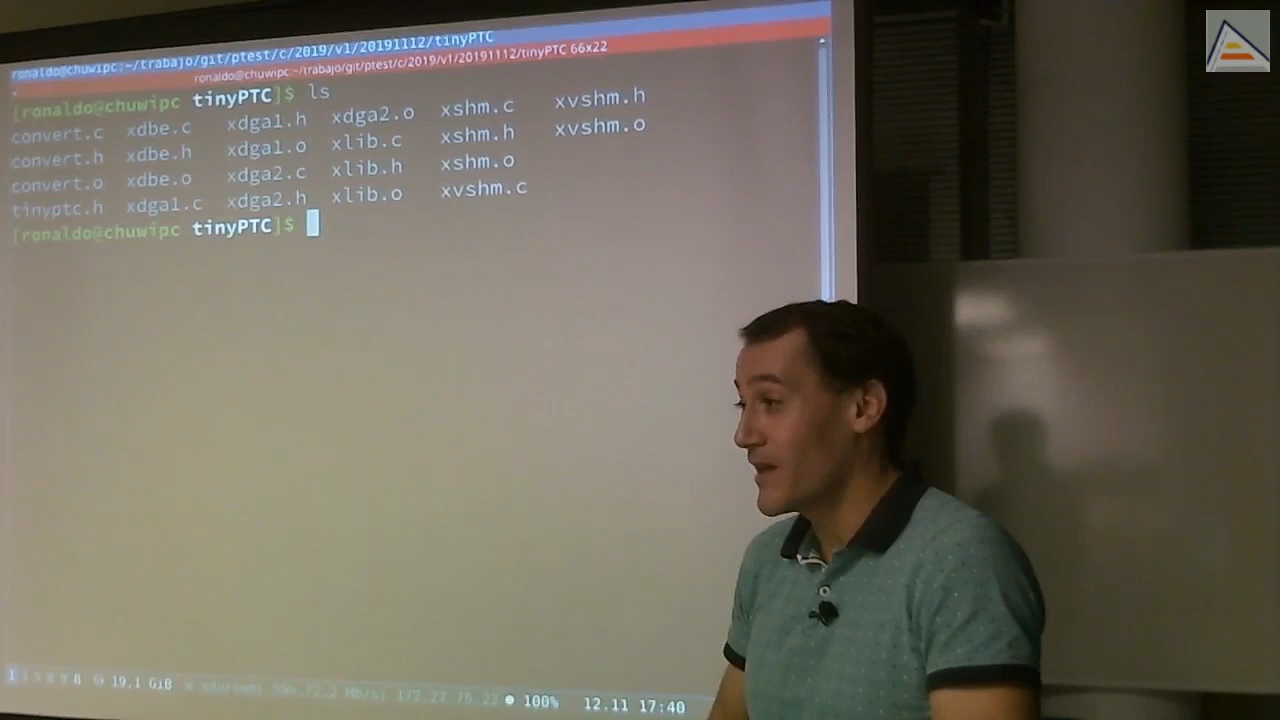 ronaldo@chuwipc:~/trabajo/git/ptest/c/2019/v1/20191112/tinyPTC
ronaldo@chuwipc:~/trabajo/git/ptest/c/2019/v1/20191112/tinyPTC 66x22
[ronaldo@chuwipc tinyPTC]$ ls
convert.c xdbe.c xdga1.h xdga2.o xshm.c xvshm.h
convert.h xdbe.h xdga1.o xlib.c xshm.h xvshm.o
convert.o xdbe.o xdga2.c xlib.h xshm.o
tinyptc.h xdga1.c xdga2.h xlib.o xvshm.c
[ronaldo@chuwipc tinyPTC]$
1 8 19,1 GiB 100% 12.11 17:40